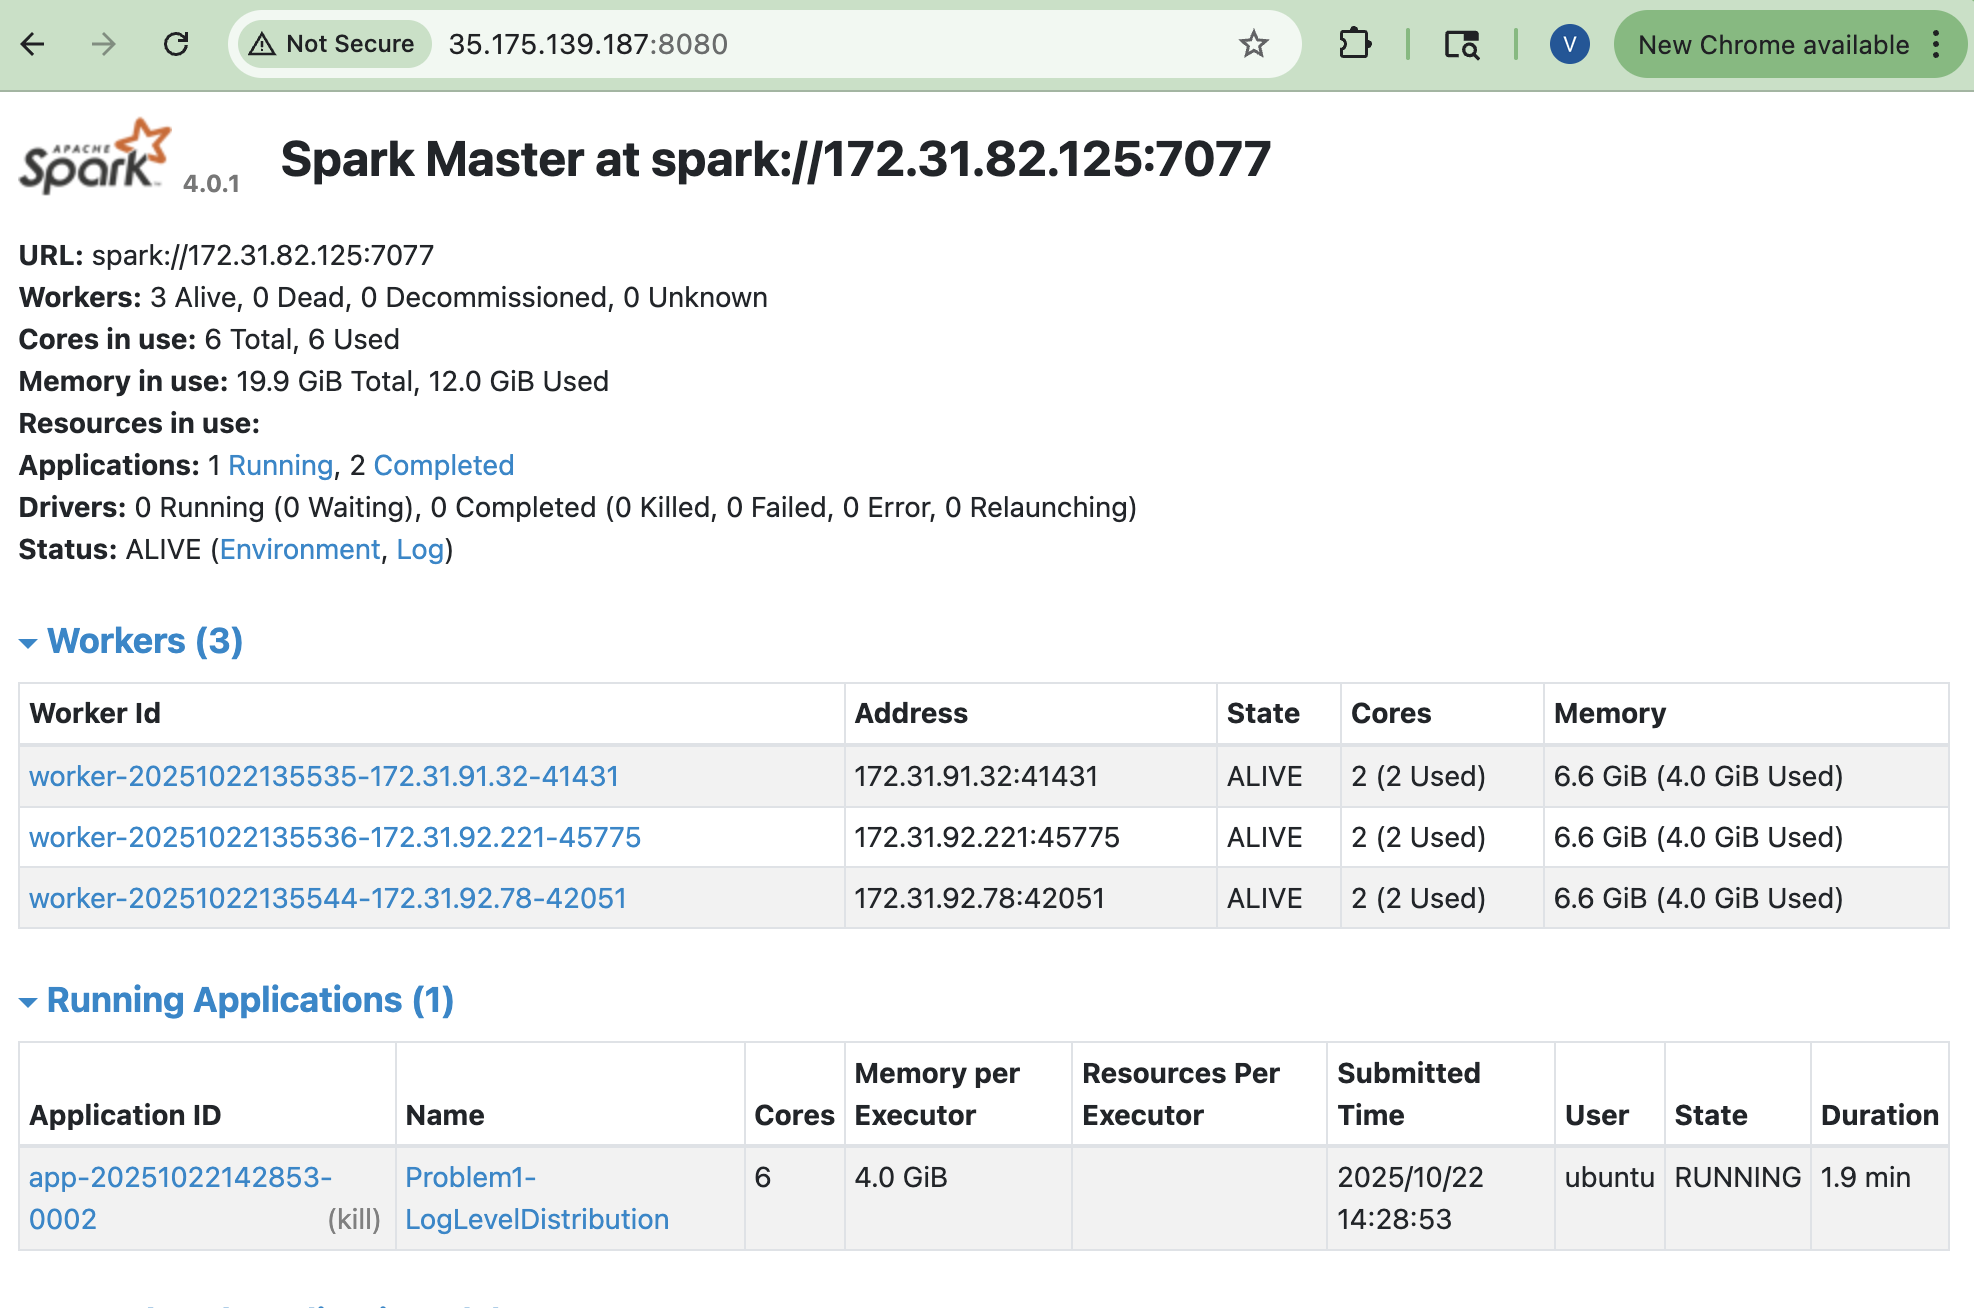 Not Secure 35.175.139.187:8080 V New Chrome available
APACHE Spark™ 4.0.1 Spark Master at spark://172.31.82.125:7077
URL: spark://172.31.82.125:7077
Workers: 3 Alive, 0 Dead, 0 Decommissioned, 0 Unknown
Cores in use: 6 Total, 6 Used
Memory in use: 19.9 GiB Total, 12.0 GiB Used
Resources in use:
Applications: 1 Running, 2 Completed
Drivers: 0 Running (0 Waiting), 0 Completed (0 Killed, 0 Failed, 0 Error, 0 Relaunching)
Status: ALIVE (Environment, Log)
Workers (3)
Worker Id Address State Cores Memory
worker-20251022135535-172.31.91.32-41431 172.31.91.32:41431 ALIVE 2 (2 Used) 6.6 GiB (4.0 GiB Used)
worker-20251022135536-172.31.92.221-45775 172.31.92.221:45775 ALIVE 2 (2 Used) 6.6 GiB (4.0 GiB Used)
worker-20251022135544-172.31.92.78-42051 172.31.92.78:42051 ALIVE 2 (2 Used) 6.6 GiB (4.0 GiB Used)
Running Applications (1)
Memory per Resources Per Submitted
Application ID Name Cores Executor Executor Time User State Duration
app-20251022142853- Problem1- 6 4.0 GiB 2025/10/22 ubuntu RUNNING 1.9 min
0002 (kill) LogLevelDistribution 14:28:53